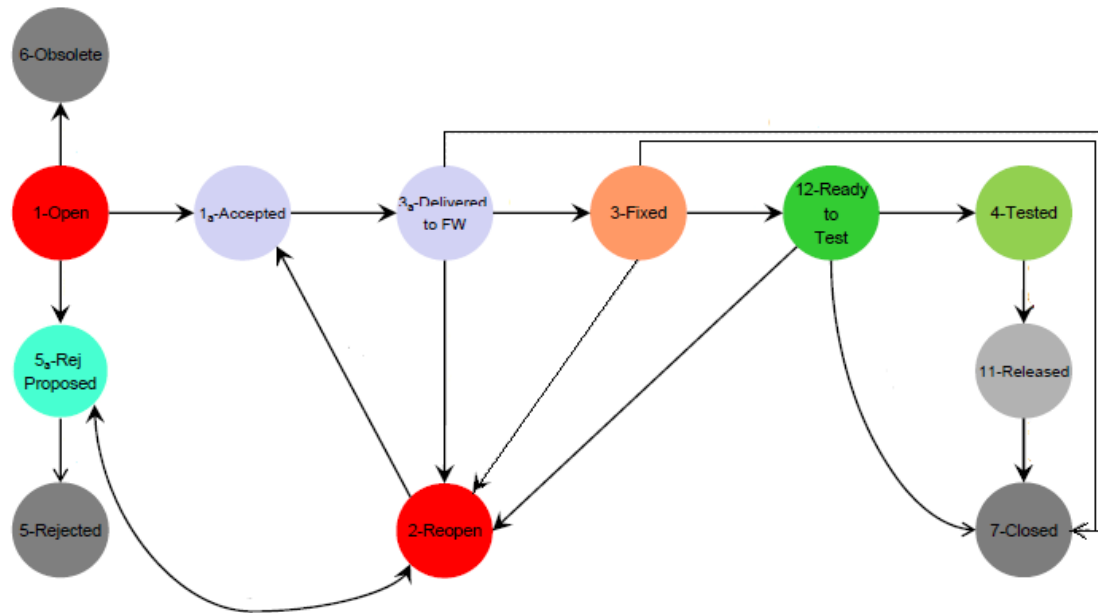 6-Obsolete
1-Open
1a-Accepted
3a-Delivered
to FW
3-Fixed
12-Ready
to
Test
4-Tested
5a-Rej
Proposed
11-Released
5-Rejected
2-Reopen
7-Closed